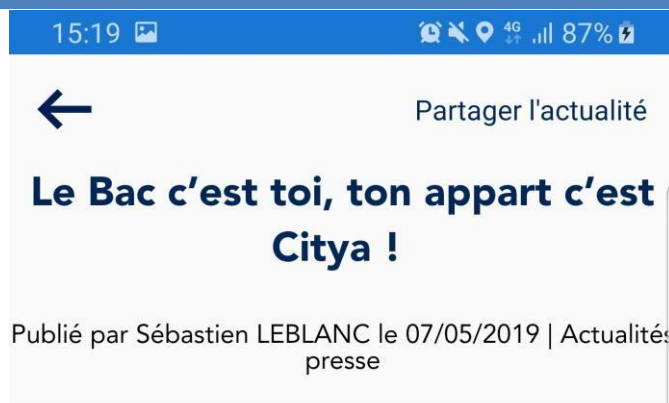 15:19 4G 87%
Partager l'actualité
Le Bac c’est toi, ton appart c’est
Citya !
Publié par Sébastien LEBLANC le 07/05/2019 | Actualités
presse